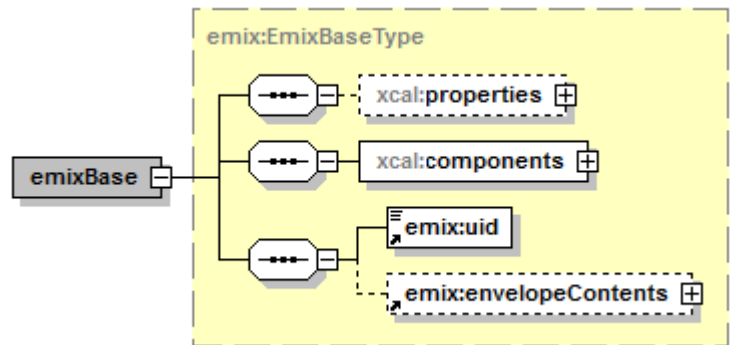 emix:EmixBaseType
xcal:properties
xcal:components
emixBase
emix:uid
emix:envelopeContents